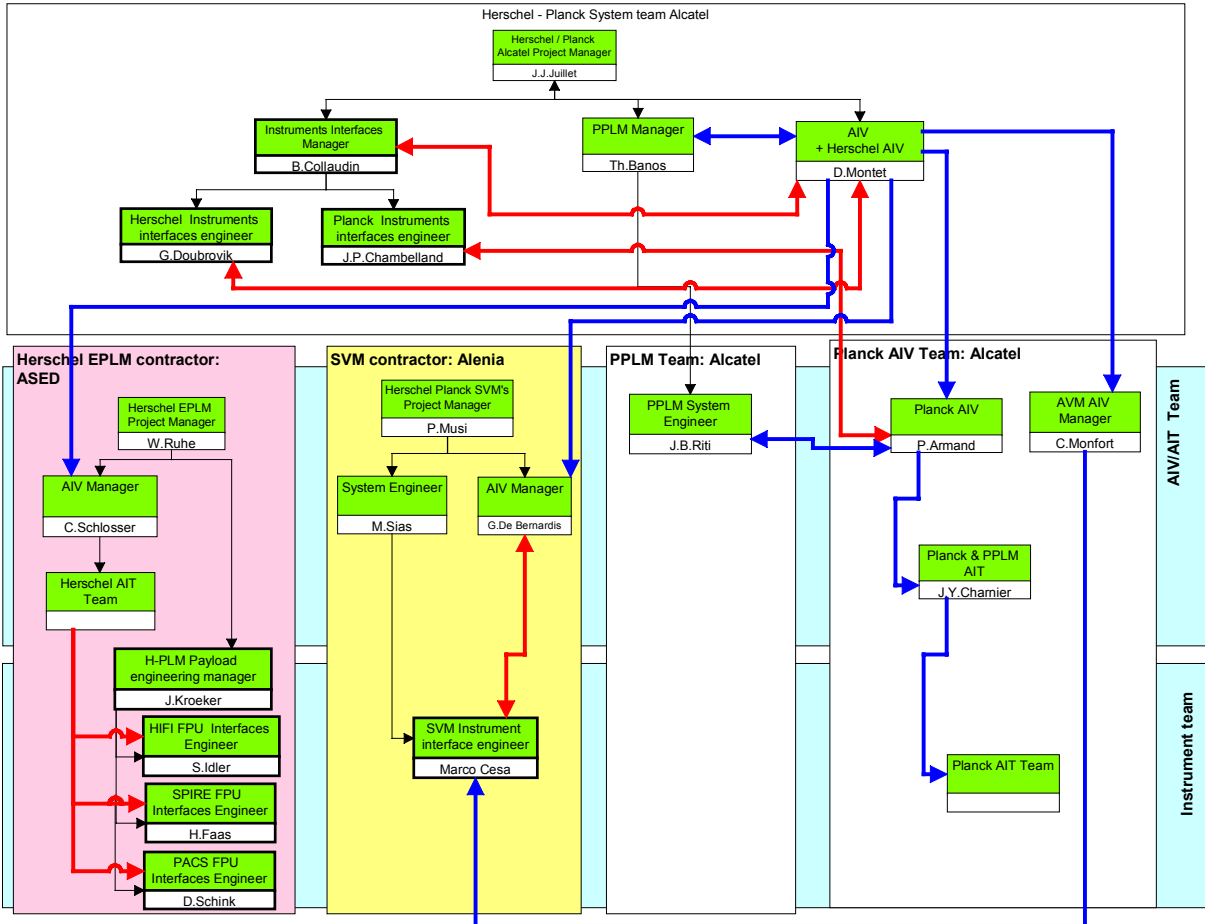 Herschel - Planck System team Alcatel
Herschel / Planck
Alcatel Project Manager
J.J.Juillet
Instruments Interfaces
Manager
B.Collaudin
PPLM Manager
Th.Banos
AIV
+ Herschel AIV
D.Montet
Herschel Instruments
interfaces engineer
G.Doubrovik
Planck Instruments
interfaces engineer
J.P.Chambelland
Herschel EPLM contractor:
ASED
Herschel EPLM
Project Manager
W.Ruhe
AIV Manager
C.Schlosser
Herschel AIT
Team
H-PLM Payload
engineering manager
J.Kroeker
HIFI FPU Interfaces
Engineer
S.Idler
SPIRE FPU
Interfaces Engineer
H.Faas
PACS FPU
Interfaces Engineer
D.Schink
SVM contractor: Alenia
Herschel Planck SVM's
Project Manager
P.Musi
System Engineer
M.Sias
AIV Manager
G.De Bernardis
SVM Instrument
interface engineer
Marco Cesa
PPLM Team: Alcatel
PPLM System
Engineer
J.B.Riti
Planck AIV Team: Alcatel
Planck AIV
P.Armand
AVM AIV
Manager
C.Monfort
Planck & PPLM
AIT
J.Y.Charnier
Planck AIT Team
AIV/AIT Team
Instrument team